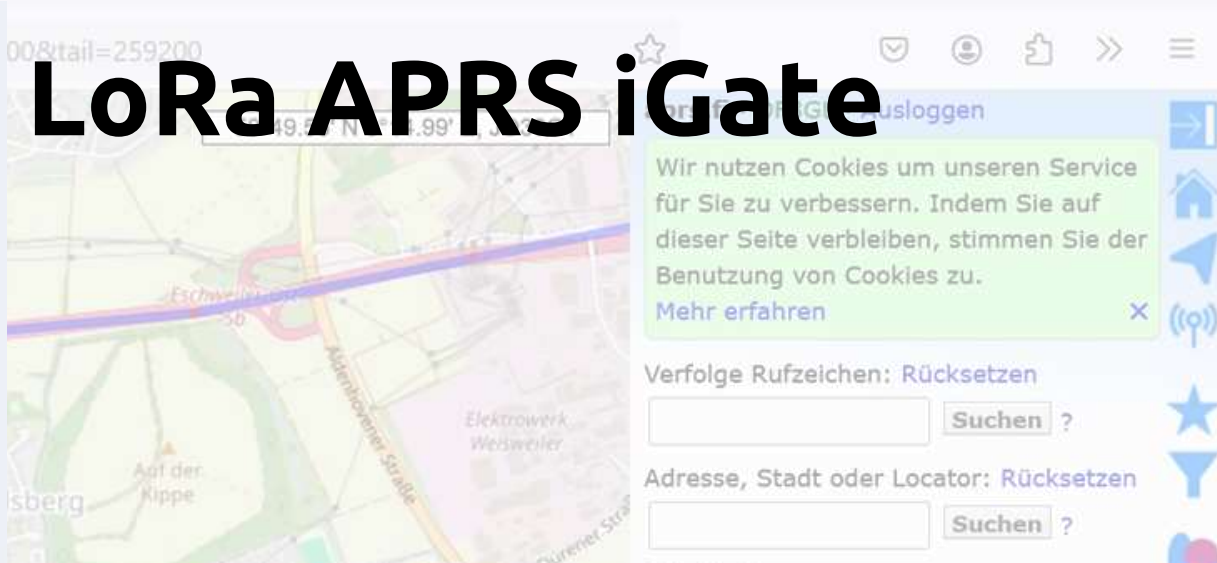 00&tail=259200
LoRa APRS iGate
Ausloggen
Wir nutzen Cookies um unseren Service
für Sie zu verbessern. Indem Sie auf
dieser Seite verbleiben, stimmen Sie der
Benutzung von Cookies zu.
Mehr erfahren ×
Verfolge Rufzeichen: Rücksetzen
Suchen ?
Adresse, Stadt oder Locator: Rücksetzen
Suchen ?
Aldenhovener Straße
Elektrowerk
Weisweiler
Auf der
Kippe
lsberg
Dürener Stra